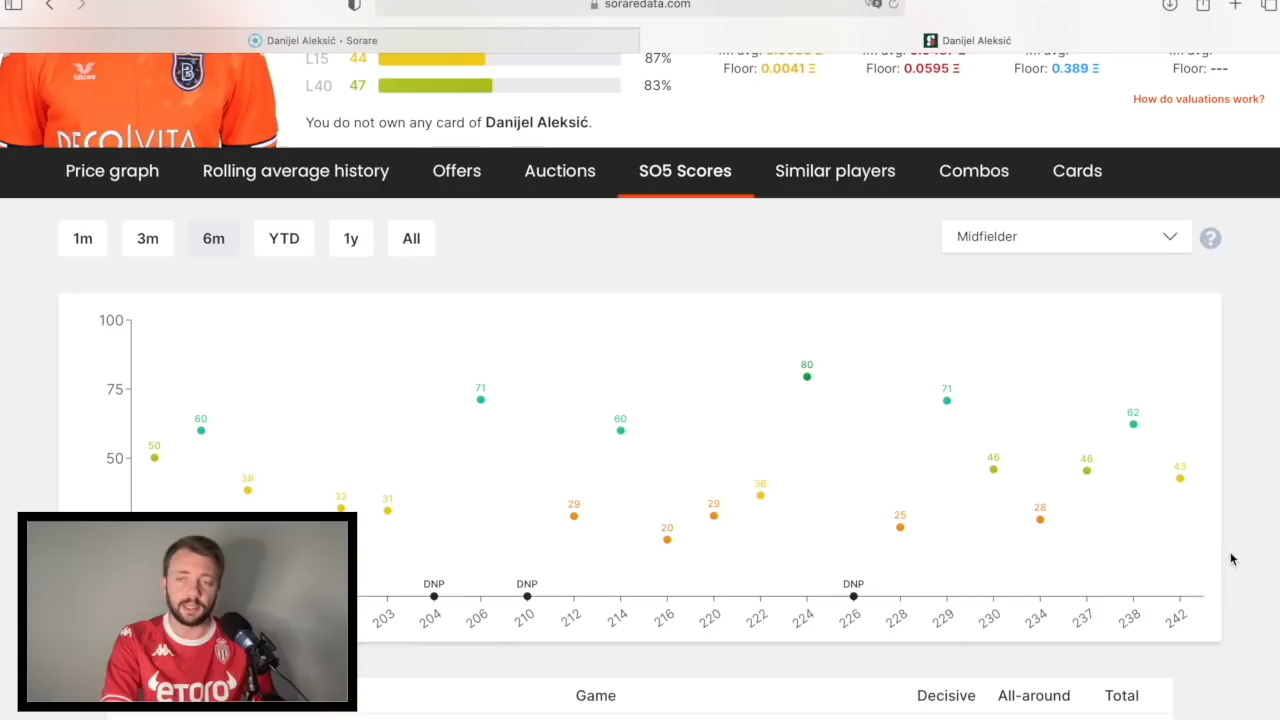 soraredata.com
Danijel Aleksić • Sorare
Danijel Aleksić
L15 44 87%
L40 47 83%
Floor: 0.0041 Ξ
Floor: 0.0595 Ξ
Floor: 0.389 Ξ
Floor: ---
How do valuations work?
You do not own any card of Danijel Aleksić.
bilcee
DECOLVITA
Price graph Rolling average history Offers Auctions SO5 Scores Similar players Combos Cards
1m 3m 6m YTD 1y All
Midfielder
?
100
75
50
50 60 38 32 31 71 29 60 20 29 36 80 25 71 46 28 46 62 43
DNP DNP DNP
203 204 206 210 212 214 216 220 222 224 226 228 229 230 234 237 238 242
Game Decisive All-around Total
etoro